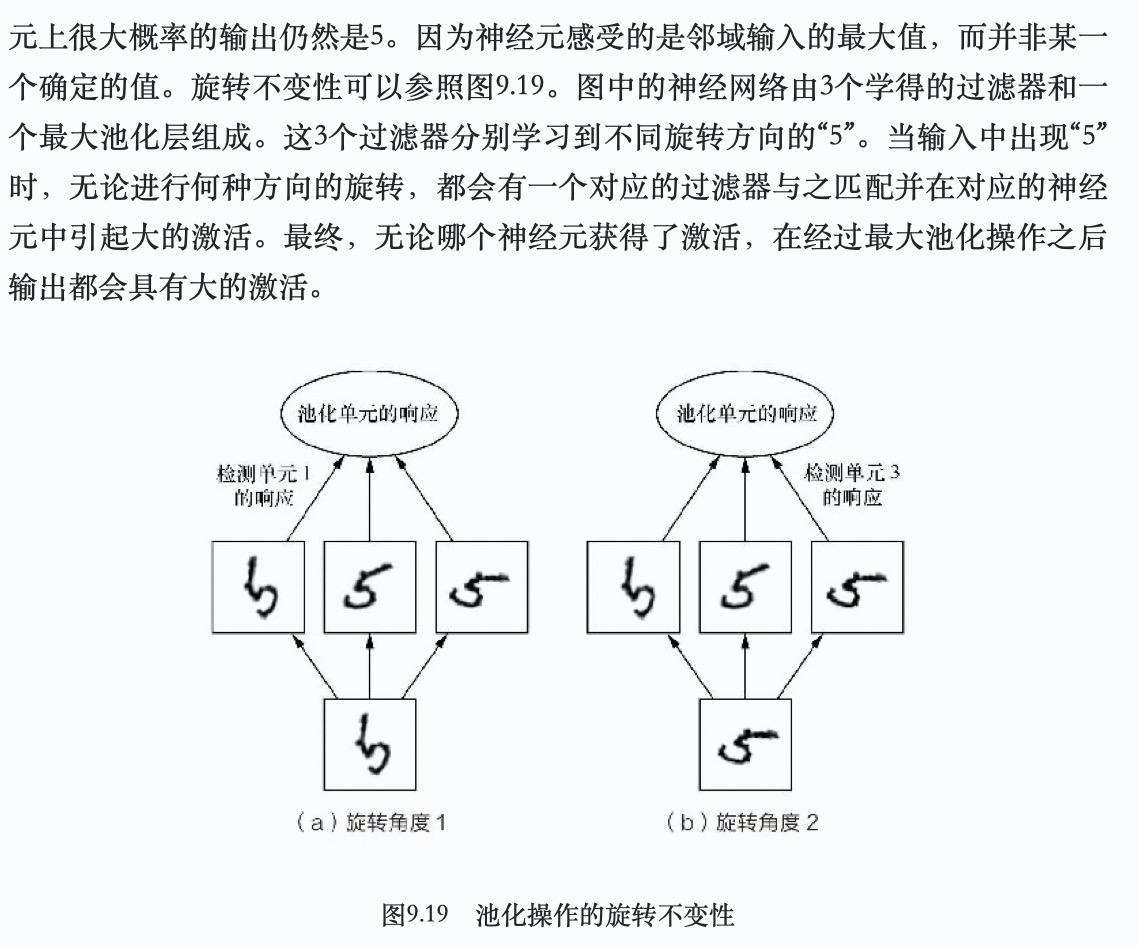 元上很大概率的输出仍然是5。因为神经元感受的是邻域输入的最大值，而并非某一
个确定的值。旋转不变性可以参照图9.19。图中的神经网络由3个学得的过滤器和一
个最大池化层组成。这3个过滤器分别学习到不同旋转方向的“5”。当输入中出现“5”
时，无论进行何种方向的旋转，都会有一个对应的过滤器与之匹配并在对应的神经
元中引起大的激活。最终，无论哪个神经元获得了激活，在经过最大池化操作之后
输出都会具有大的激活。
池化单元的响应
池化单元的响应
检测单元1
的响应
检测单元3
的响应
5 5 5
5 5 5
5
5
（a）旋转角度1
（b）旋转角度2
图9.19 池化操作的旋转不变性